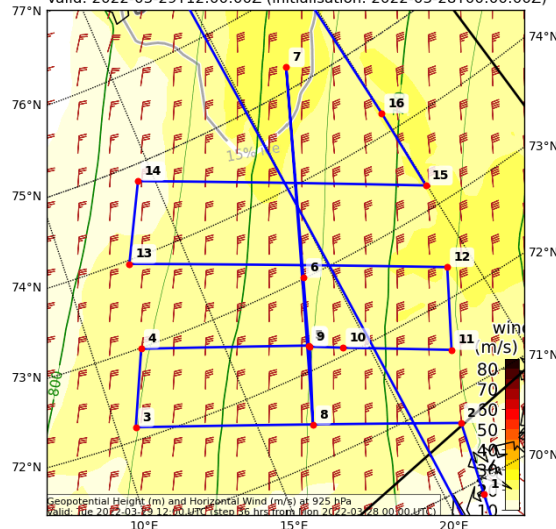 Valid: 2022-03-29T12:00:00Z (initialisation: 2022-03-28T00:00:00Z)
77°N
74°N
7
76°N
16
15% ice
73°N
14
15
75°N
13
6
12
72°N
74°N
4
9
10
11
71°N
wind
(m/s)
80
70
60
50
40
30
73°N
800
3
8
2
1
72°N
70°N
10
Geopotential Height (m) and Horizontal Wind (m/s) at 925 hPa
Valid: Tue 2022-03-29 12:00 UTC (step 36 hrs from Mon 2022-03-28 00:00 UTC)
10°E
15°E
20°E